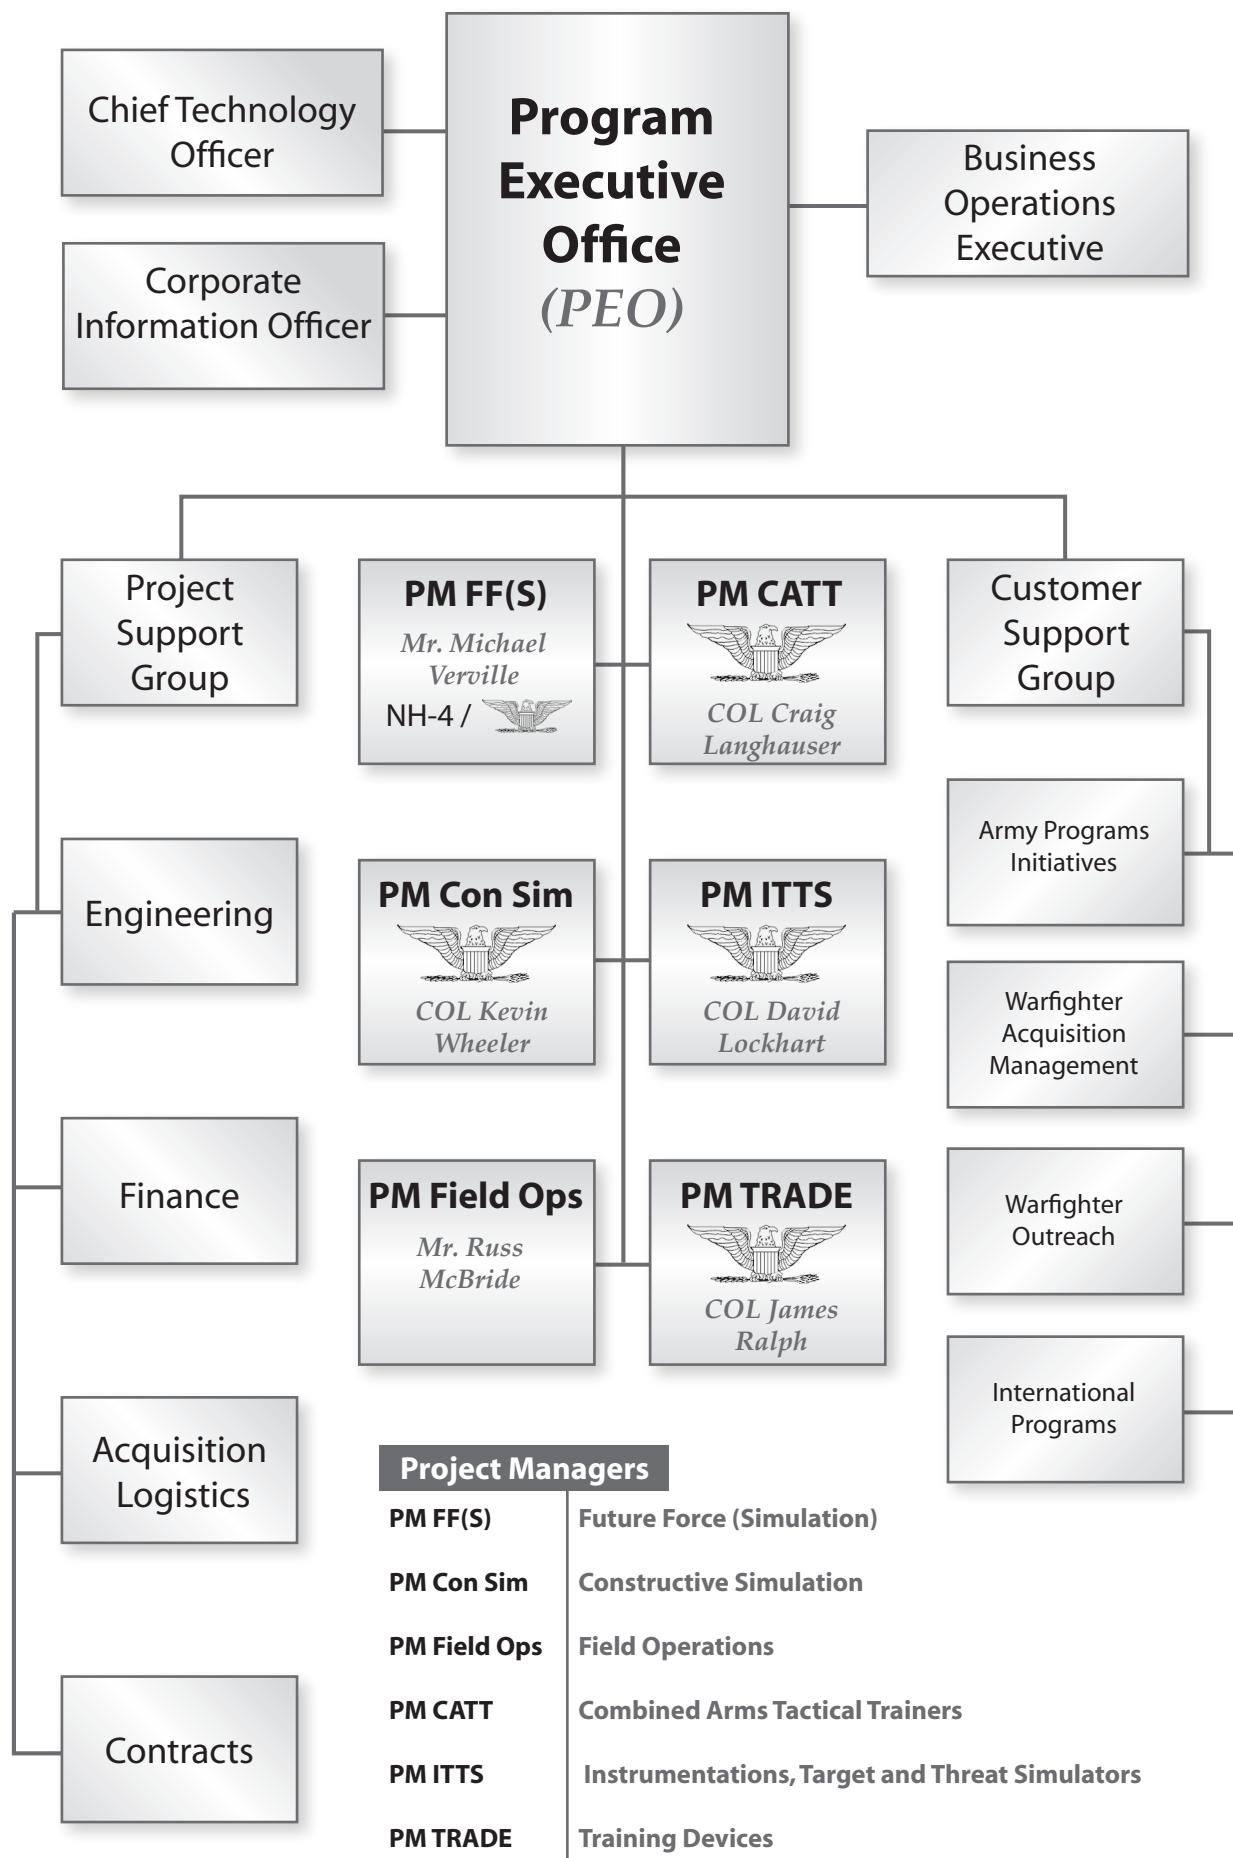 Chief Technology
Officer
Corporate
Information Officer
Program
Executive
Office
(PEO)
Business
Operations
Executive
Project
Support
Group
PM FF(S)
Mr. Michael
Verville
NH-4 /
PM CATT
COL Craig
Langhauser
Customer
Support
Group
Engineering
PM Con Sim
COL Kevin
Wheeler
PM ITTS
COL David
Lockhart
Army Programs
Initiatives
Warfighter
Acquisition
Management
Finance
PM Field Ops
Mr. Russ
McBride
PM TRADE
COL James
Ralph
Warfighter
Outreach
International
Programs
Acquisition
Logistics
Contracts
Project Managers
PM FF(S) Future Force (Simulation)
PM Con Sim Constructive Simulation
PM Field Ops Field Operations
PM CATT Combined Arms Tactical Trainers
PM ITTS Instrumentations, Target and Threat Simulators
PM TRADE Training Devices